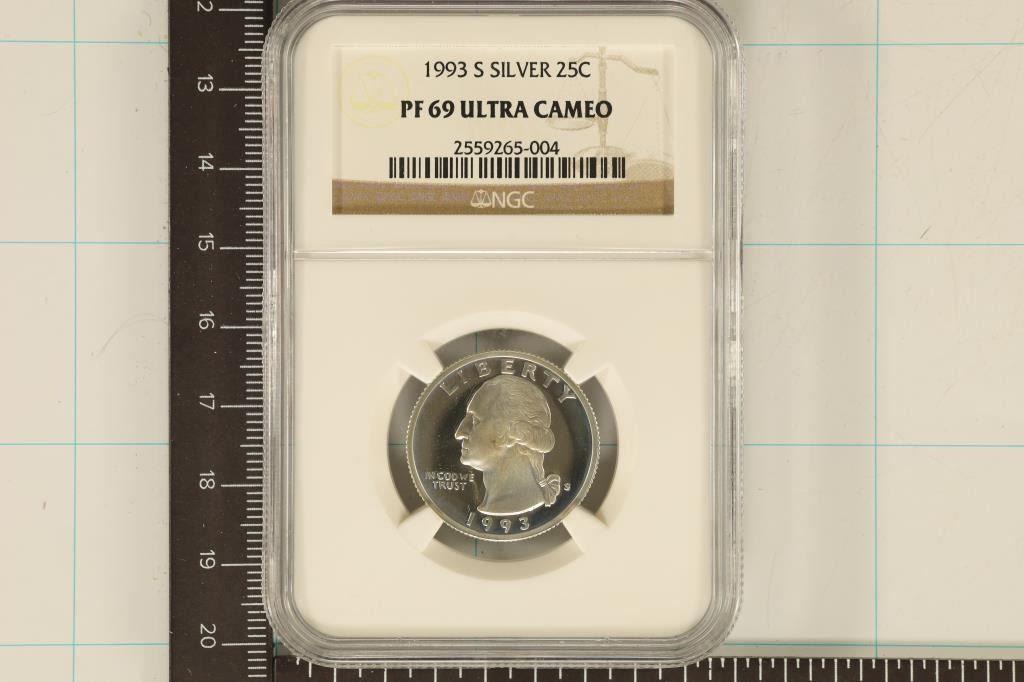 1993 S SILVER 25C
PF 69 ULTRA CAMEO
2559265-004
NGC
LIBERTY
IN GOD WE
TRUST
S
1993
12
13
14
15
16
17
18
19
20